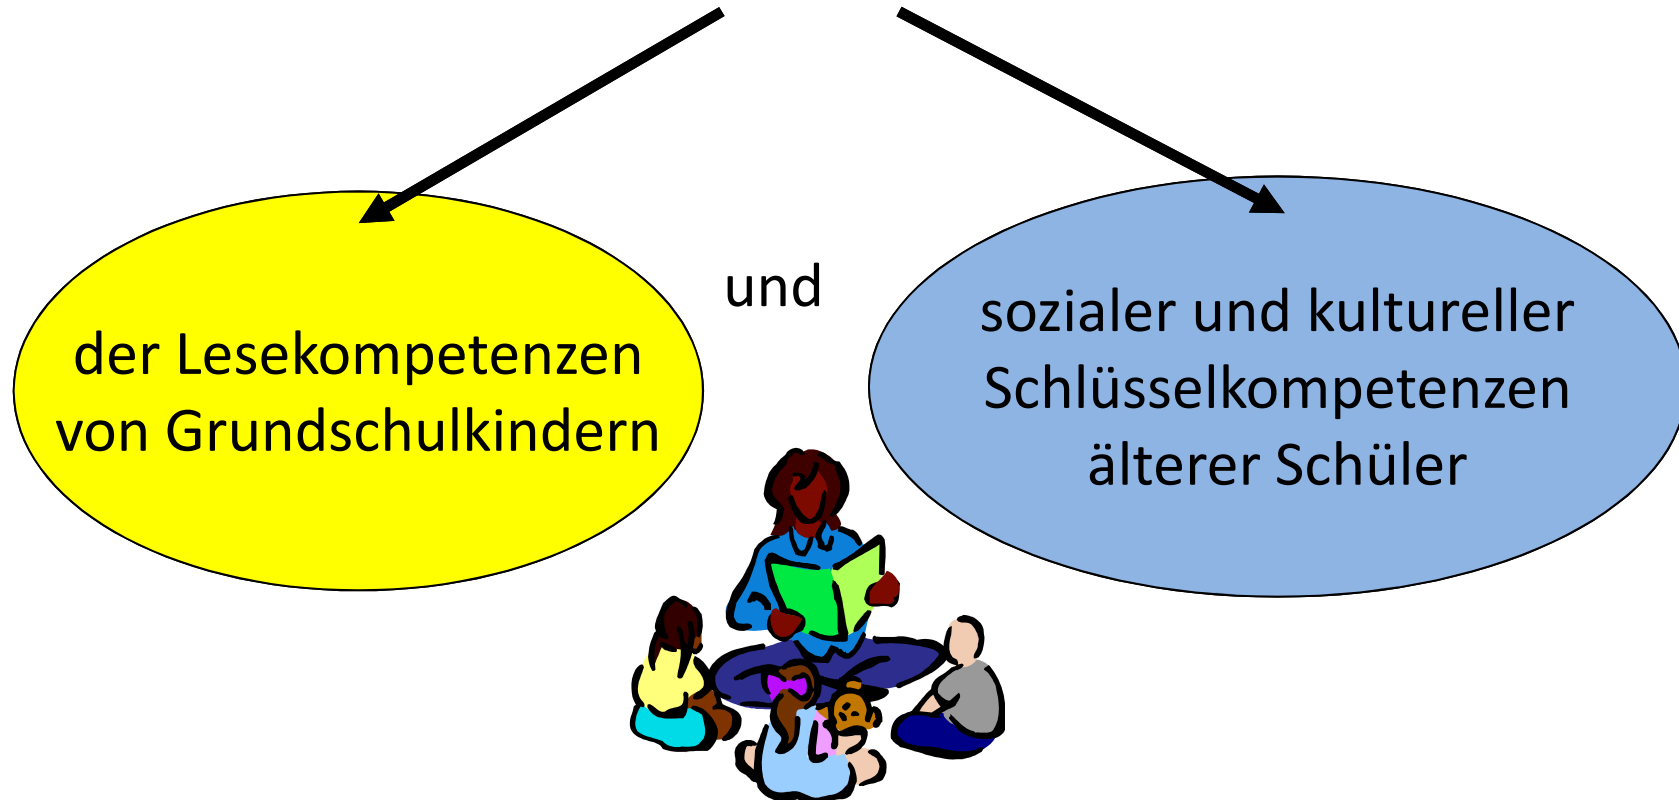 der Lesekompetenzen
von Grundschulkindern
und
sozialer und kultureller
Schlüsselkompetenzen
älterer Schüler